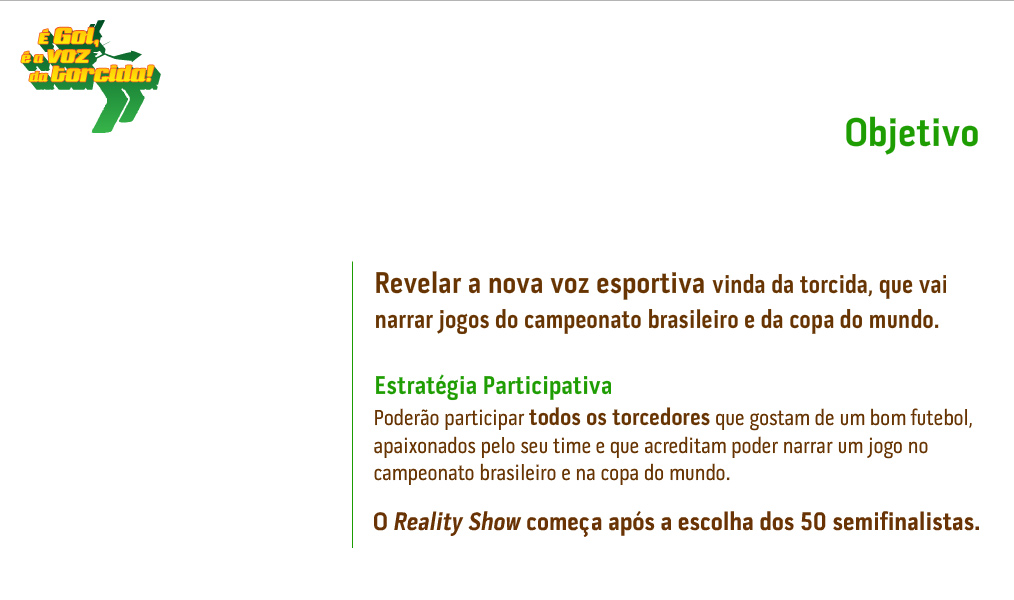 É Gol,
é a voz
da torcida!
Objetivo
Revelar a nova voz esportiva vinda da torcida, que vai
narrar jogos do campeonato brasileiro e da copa do mundo.
Estratégia Participativa
Poderão participar todos os torcedores que gostam de um bom futebol,
apaixonados pelo seu time e que acreditam poder narrar um jogo no
campeonato brasileiro e na copa do mundo.
O Reality Show começa após a escolha dos 50 semifinalistas.